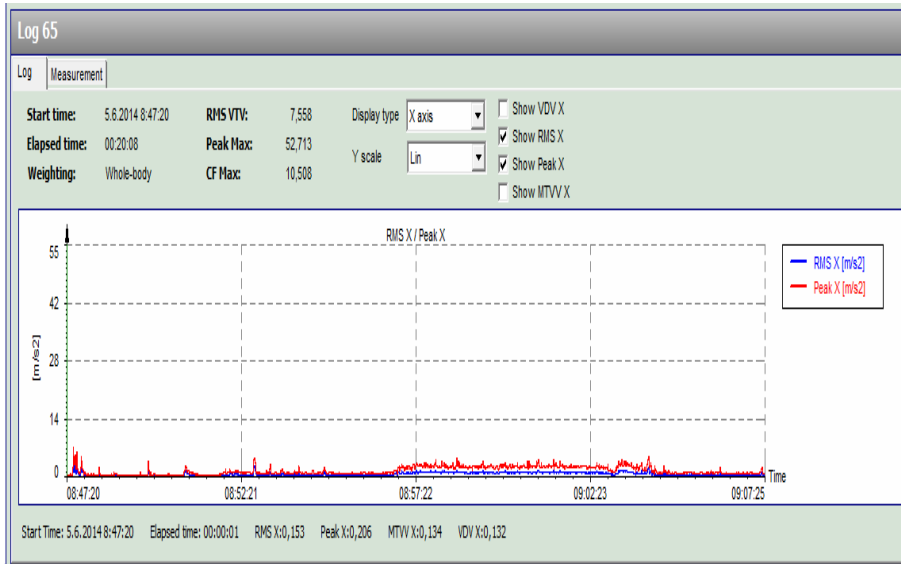 Log 65
Log Measurement
Start time: 5.6.2014 8:47:20 RMS VTV: 7,558 Display type X axis Show VDV X
Elapsed time: 00:20:08 Peak Max: 52,713 Show RMS X
Weighting: Whole-body CF Max: 10,508 Y scale Lin Show Peak X
Show MTVV X
RMS X / Peak X
55
42
28
14
0
[m/s2]
RMS X [m/s2]
Peak X [m/s2]
Time
08:47:20 08:52:21 08:57:22 09:02:23 09:07:25
Start Time: 5.6.2014 8:47:20 Elapsed time: 00:00:01 RMS X:0,153 Peak X:0,206 MTVV X:0,134 VDV X:0,132